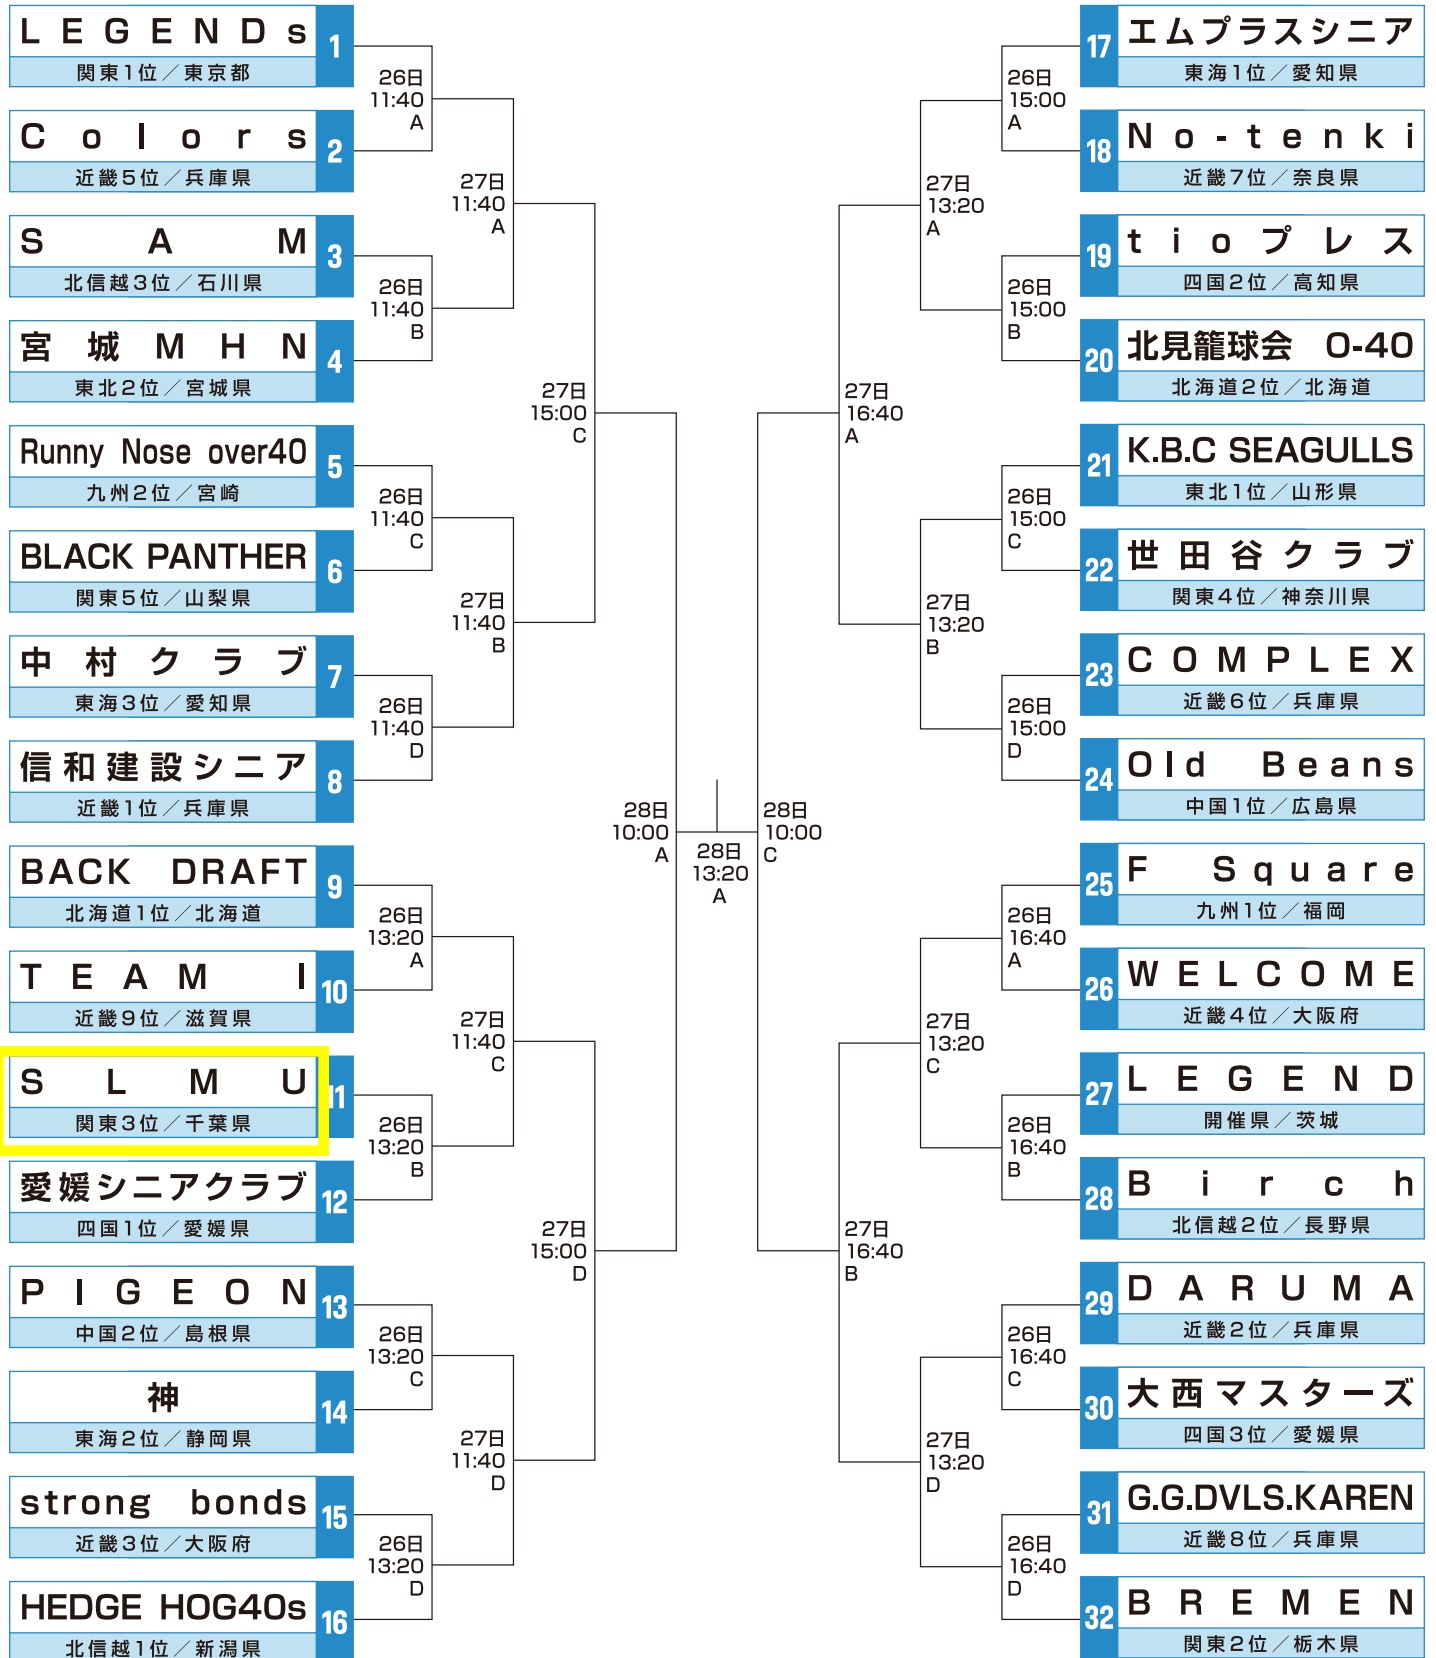 LEGENDs
関東1位／東京都
1
Colors
近畿5位／兵庫県
2
SAM
北信越3位／石川県
3
宮城MHN
東北2位／宮城県
4
Runny Nose over40
九州2位／宮崎
5
BLACK PANTHER
関東5位／山梨県
6
中村クラブ
東海3位／愛知県
7
信和建設シニア
近畿1位／兵庫県
8
BACK DRAFT
北海道1位／北海道
9
TEAM I
近畿9位／滋賀県
10
SLMU
関東3位／千葉県
11
愛媛シニアクラブ
四国1位／愛媛県
12
PIGEON
中国2位／島根県
13
神
東海2位／静岡県
14
strong bonds
近畿3位／大阪府
15
HEDGE HOG40s
北信越1位／新潟県
16
26日
11:40
A
26日
11:40
B
26日
11:40
C
26日
11:40
D
26日
13:20
A
26日
13:20
B
26日
13:20
C
26日
13:20
D
27日
11:40
A
27日
11:40
B
27日
11:40
C
27日
11:40
D
27日
15:00
C
27日
15:00
D
28日
10:00
A
28日
13:20
A
28日
10:00
C
27日
16:40
A
27日
16:40
B
27日
13:20
A
27日
13:20
B
27日
13:20
C
27日
13:20
D
26日
15:00
A
26日
15:00
B
26日
15:00
C
26日
15:00
D
26日
16:40
A
26日
16:40
B
26日
16:40
C
26日
16:40
D
17
エムプラスシニア
東海1位／愛知県
18
No-tenki
近畿7位／奈良県
19
tioプレス
四国2位／高知県
20
北見籠球会 O-40
北海道2位／北海道
21
K.B.C SEAGULLS
東北1位／山形県
22
世田谷クラブ
関東4位／神奈川県
23
COMPLEX
近畿6位／兵庫県
24
Old Beans
中国1位／広島県
25
F Square
九州1位／福岡
26
WELCOME
近畿4位／大阪府
27
LEGEND
開催県／茨城
28
Birch
北信越2位／長野県
29
DARUMA
近畿2位／兵庫県
30
大西マスターズ
四国3位／愛媛県
31
G.G.DVLS.KAREN
近畿8位／兵庫県
32
BREMEN
関東2位／栃木県